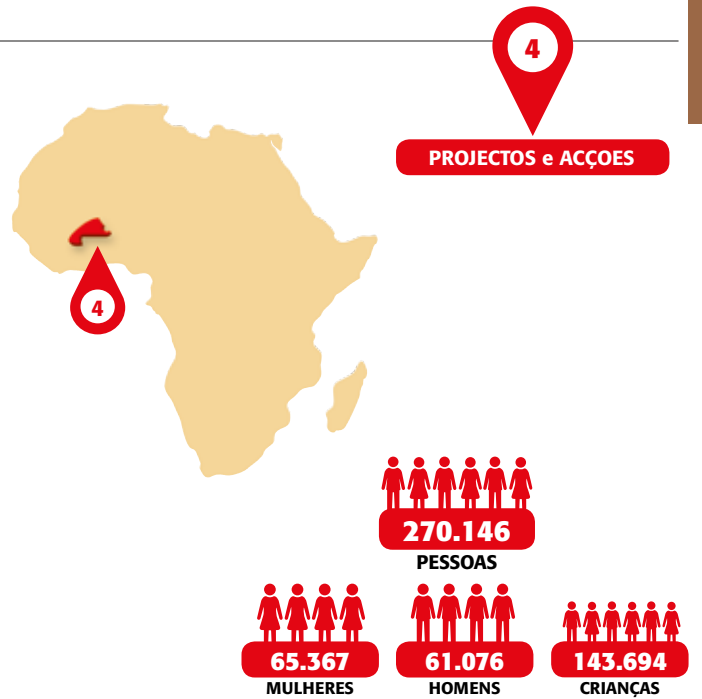 4
PROJECTOS e ACÇOES
4
270.146
PESSOAS
65.367
MULHERES
61.076
HOMENS
143.694
CRIANÇAS